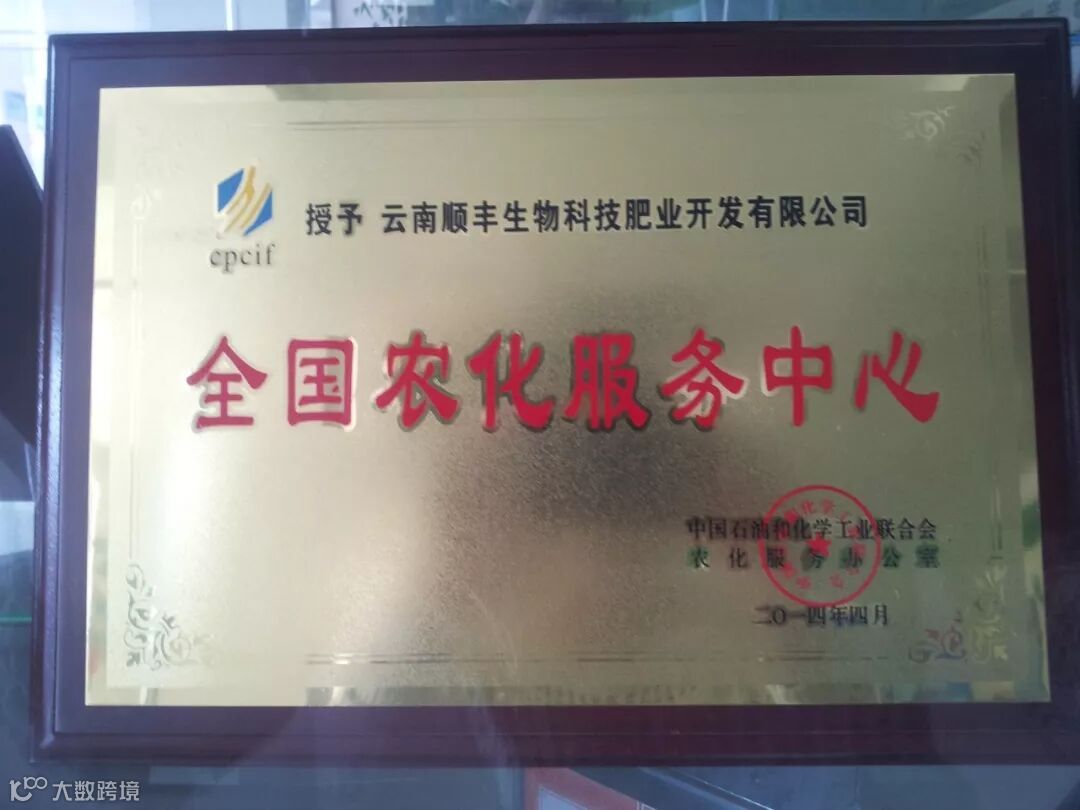 授予 云南顺丰生物科技肥业开发有限公司
cpcif
全国农化服务中心
中国石油和化学工业联合会
农化服务办公室
二〇一四年四月
大数跨境